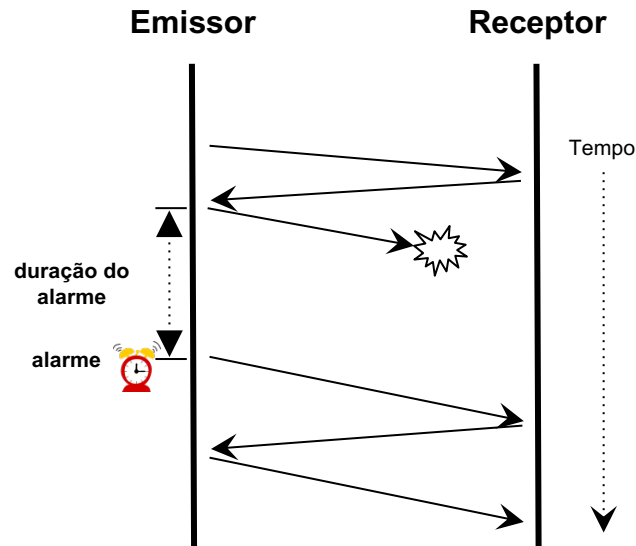 Emissor
Receptor
Tempo
duração do
alarme
alarme